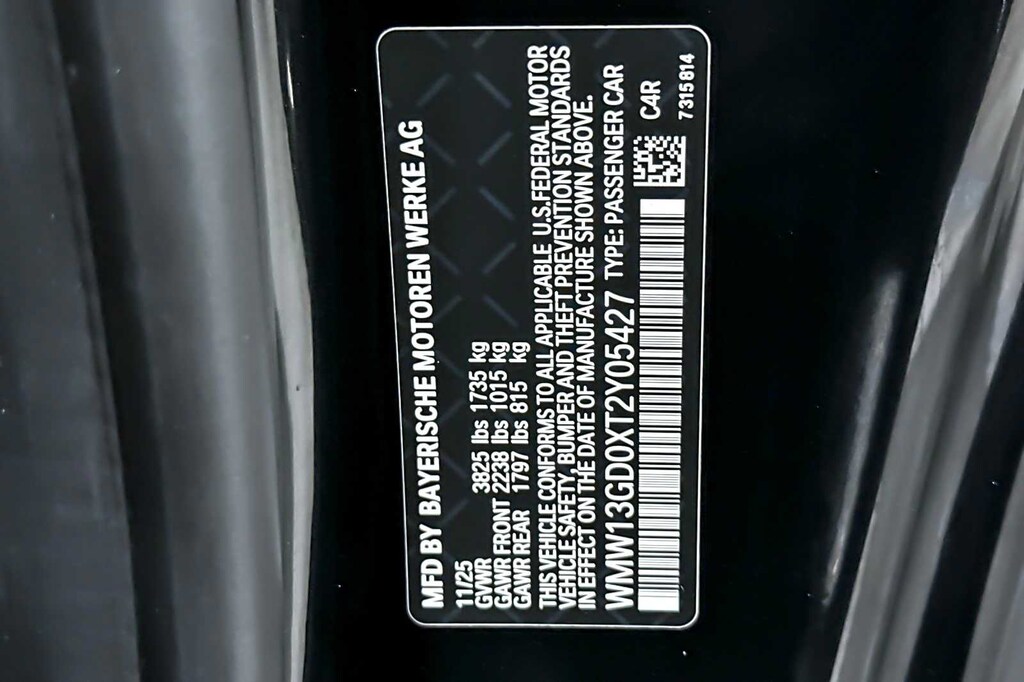 MFD BY BAYERISCHE MOTOREN WERKE AG
11/25
GVWR 3825 lbs 1735 kg
GAWR FRONT 2238 lbs 1015 kg
GAWR REAR 1797 lbs 815 kg
THIS VEHICLE CONFORMS TO ALL APPLICABLE U.S.FEDERAL MOTOR
VEHICLE SAFETY, BUMPER AND THEFT PREVENTION STANDARDS
IN EFFECT ON THE DATE OF MANUFACTURE SHOWN ABOVE.
WMW13GD0XT2Y05427 TYPE: PASSENGER CAR
C4R
7315814